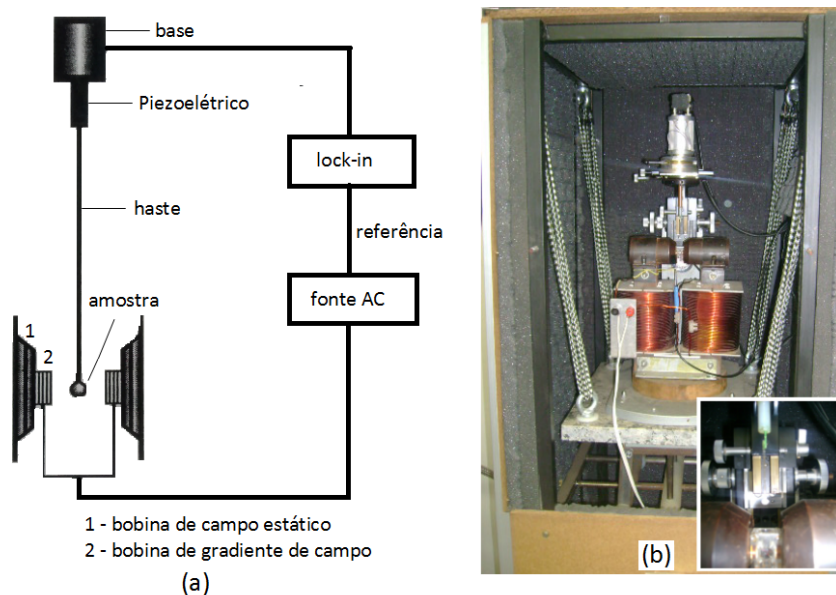 base
Piezoelétrico
lock-in
haste
referência
amostra
fonte AC
1
2
1 - bobina de campo estático
2 - bobina de gradiente de campo
(a)
(b)